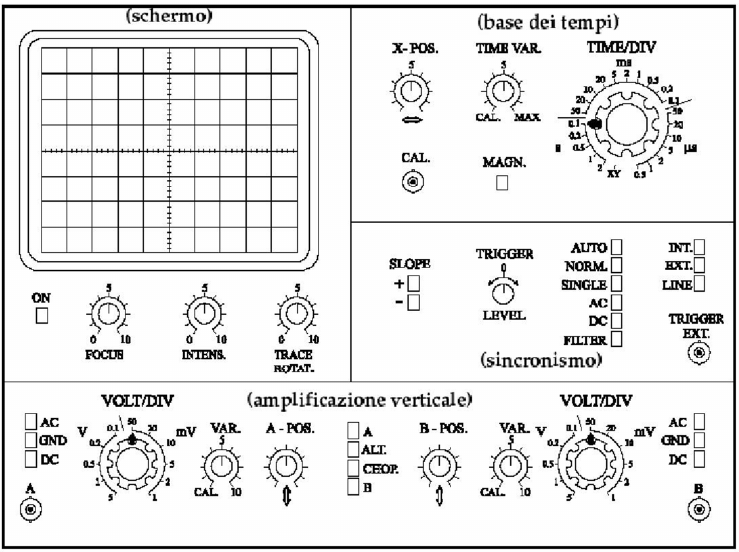 (schermo)
5 5 5
ON
0 10 0 10 0 10
FOCUS INTENS. TRACE
ROTAT.
(base dei tempi)
X- POS. TIME VAR. TIME/DIV
5 5
CAL. MAX
ms
50 20 10 20 5 2 1 0.5 0.2 0.1
0.1 0.2 0.5 1 2 XY 0.5 1 2 5 10 20 50
s µs
CAL. MAGN.
SLOPE
+
-
TRIGGER
0
LEVEL
AUTO
NORM.
SINGLE
AC
DC
FILTER
INT.
EXT.
LINE
TRIGGER
EXT.
(sincronismo)
(amplificazione verticale)
AC
GND
DC
A
VOLT/DIV
V mV
5 1 0.5 0.2 0.1 50 20 10 5 2 1
VAR.
5
CAL. 10
A - POS.
5
A
ALT.
CHOP.
B
B - POS.
5
VAR.
5
CAL. 10
VOLT/DIV
V mV
5 1 0.5 0.2 0.1 50 20 10 5 2 1
AC
GND
DC
B